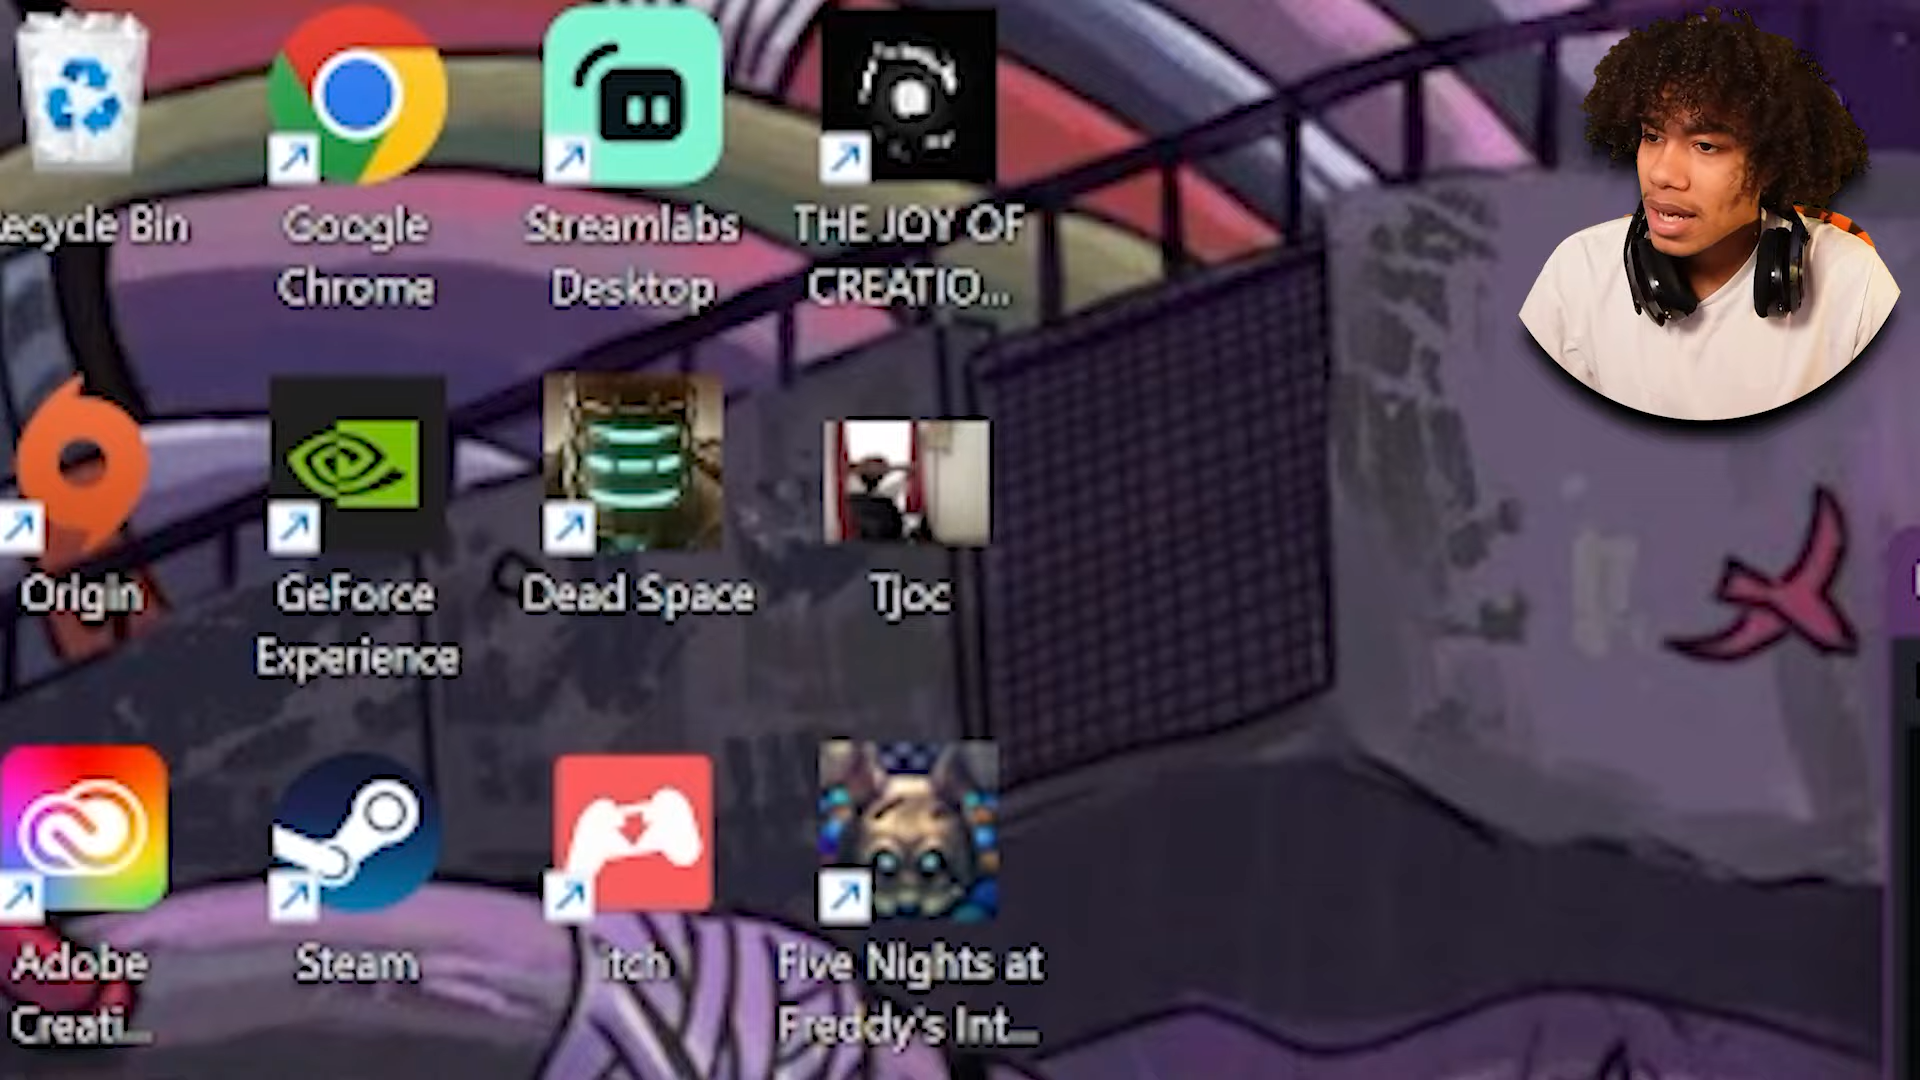 ecycle Bin
Google
Chrome
Streamlabs
Desktop
THE JOY OF
CREATIO...
Origin
GeForce
Experience
Dead Space
Tjoc
Adobe
Creati...
Steam
itch
Five Nights at
Freddy's Int...